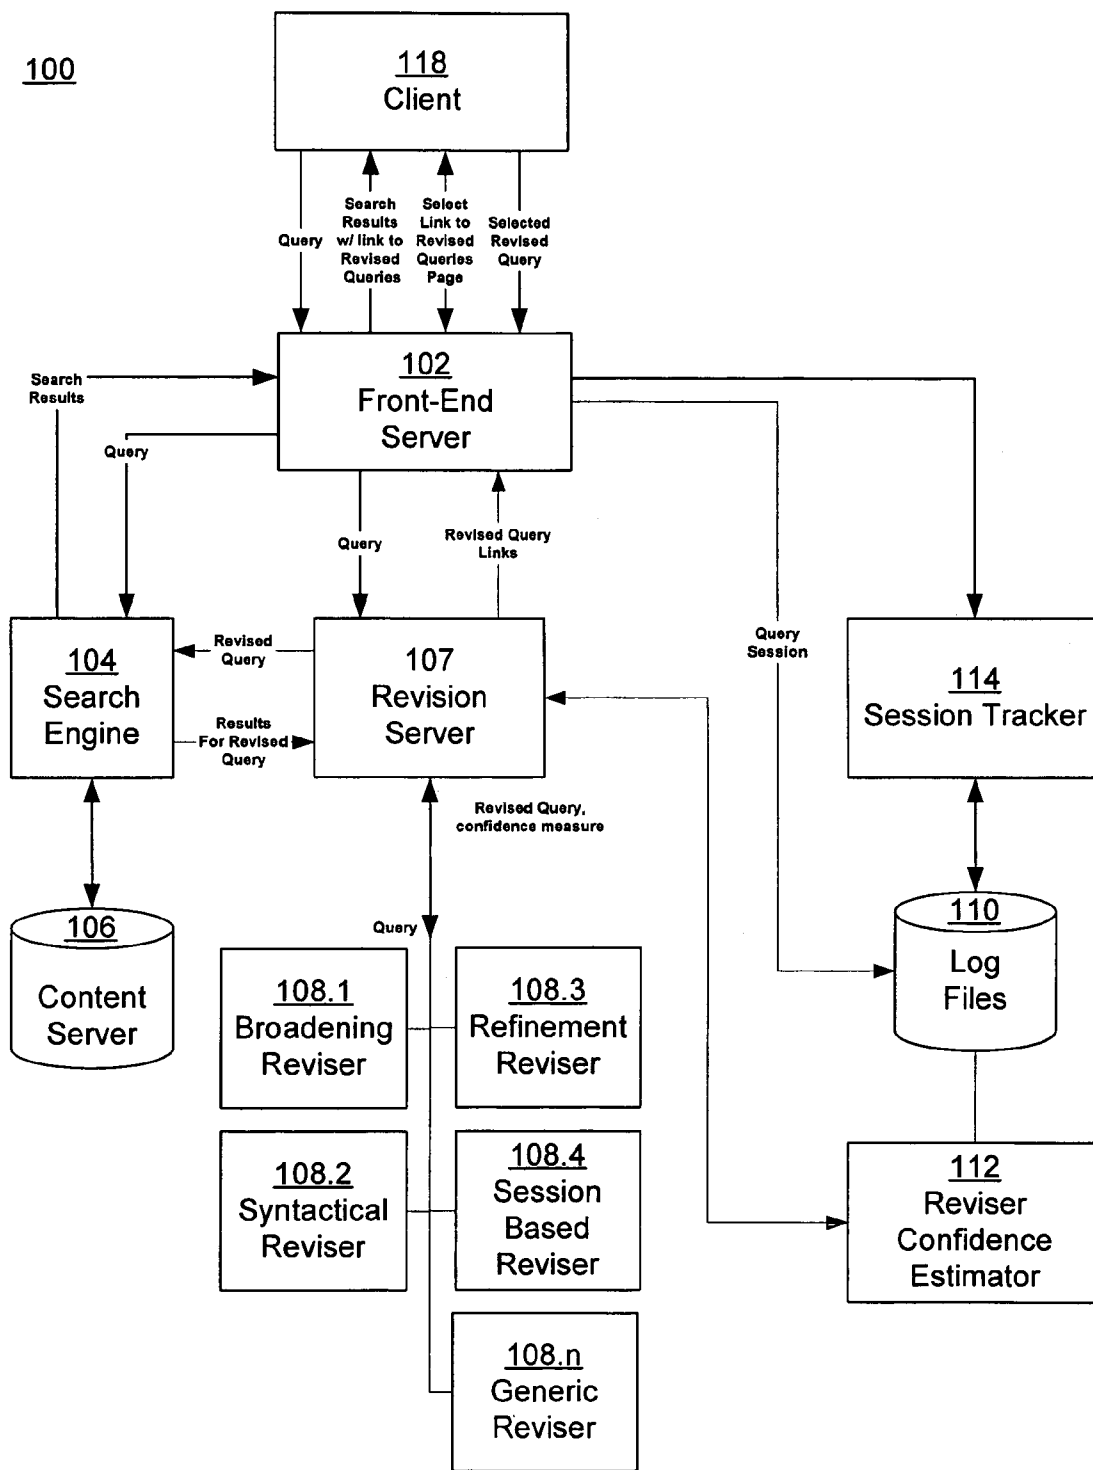 100
118
Client
Query
Search
Results
w/ link to
Revised
Queries
Select
Link to
Revised
Queries
Page
Selected
Revised
Query
102
Front-End
Server
Search
Results
Query
Query
Revised Query
Links
Query
Session
104
Search
Engine
Revised
Query
Results
For Revised
Query
107
Revision
Server
114
Session Tracker
Revised Query,
confidence measure
Query
106
Content
Server
110
Log
Files
108.1
Broadening
Reviser
108.3
Refinement
Reviser
108.2
Syntactical
Reviser
108.4
Session
Based
Reviser
112
Reviser
Confidence
Estimator
108.n
Generic
Reviser